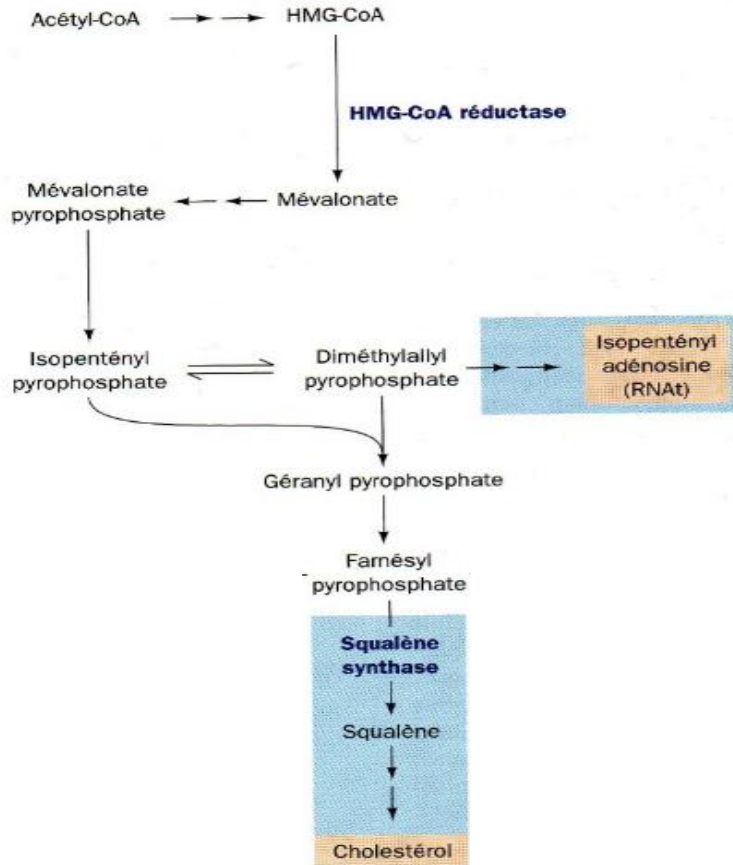 Acétyl-CoA
HMG-CoA
HMG-CoA réductase
Mévalonate
pyrophosphate
Mévalonate
Isopentényl
pyrophosphate
Diméthylallyl
pyrophosphate
Isopentényl
adénosine
(RNAt)
Géranyl pyrophosphate
Farnésyl
pyrophosphate
Squalène
synthase
Squalène
Cholestérol